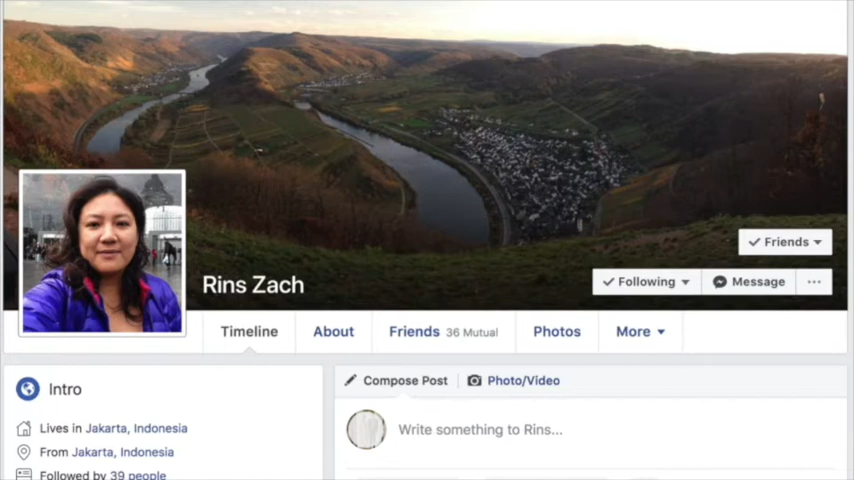 Friends
Following
Message
Rins Zach
Timeline
About
Friends 36 Mutual
Photos
More
Intro
Compose Post
Photo/Video
Lives in Jakarta, Indonesia
Write something to Rins...
From Jakarta, Indonesia
Followed by 39 people